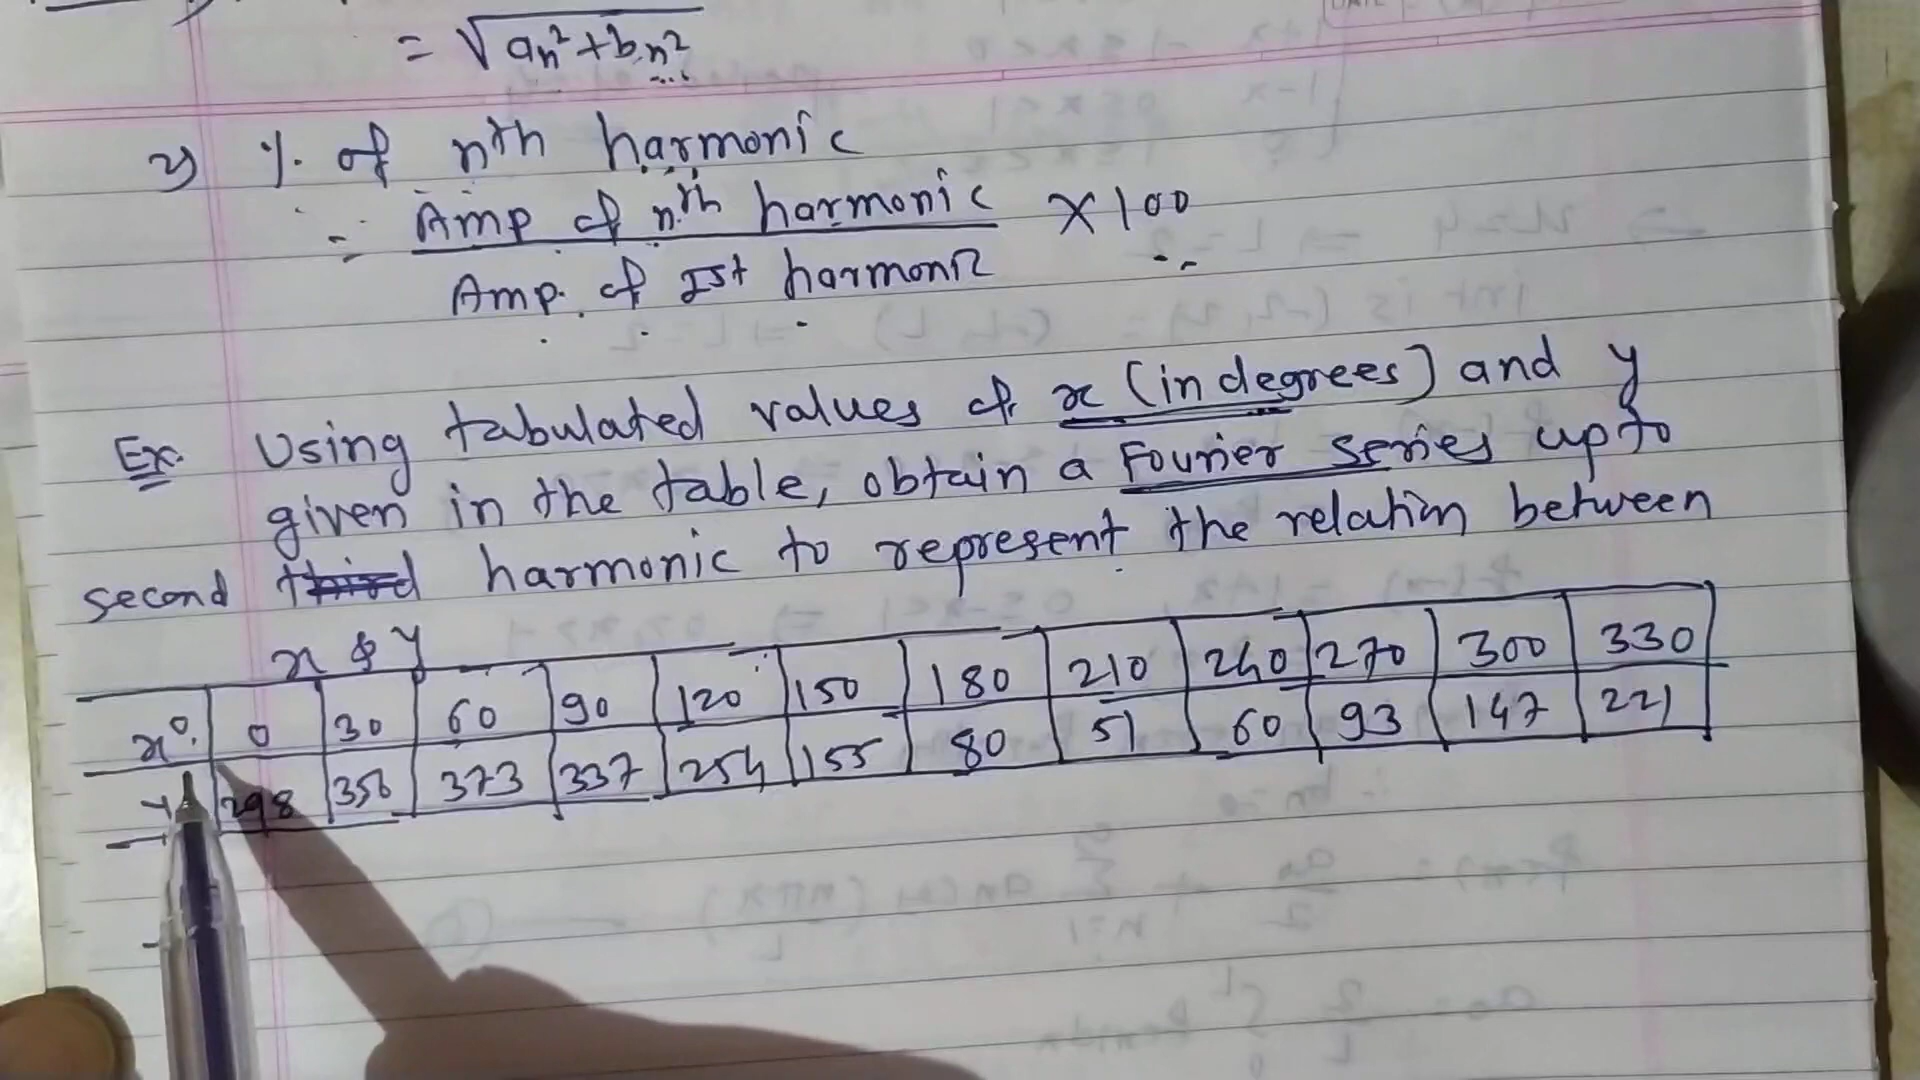 = √an²+bn²
2) % of nth harmonic
= Amp of nth harmonic × 100
Amp. of Ist harmonic
Ex. Using tabulated values of x (in degrees) and y
given in the table, obtain a Fourier series upto
second third harmonic to represent the relation between
x & y
x° 0 30 60 90 120 150 180 210 240 270 300 330
y 298 356 373 337 254 155 80 51 60 93 147 221